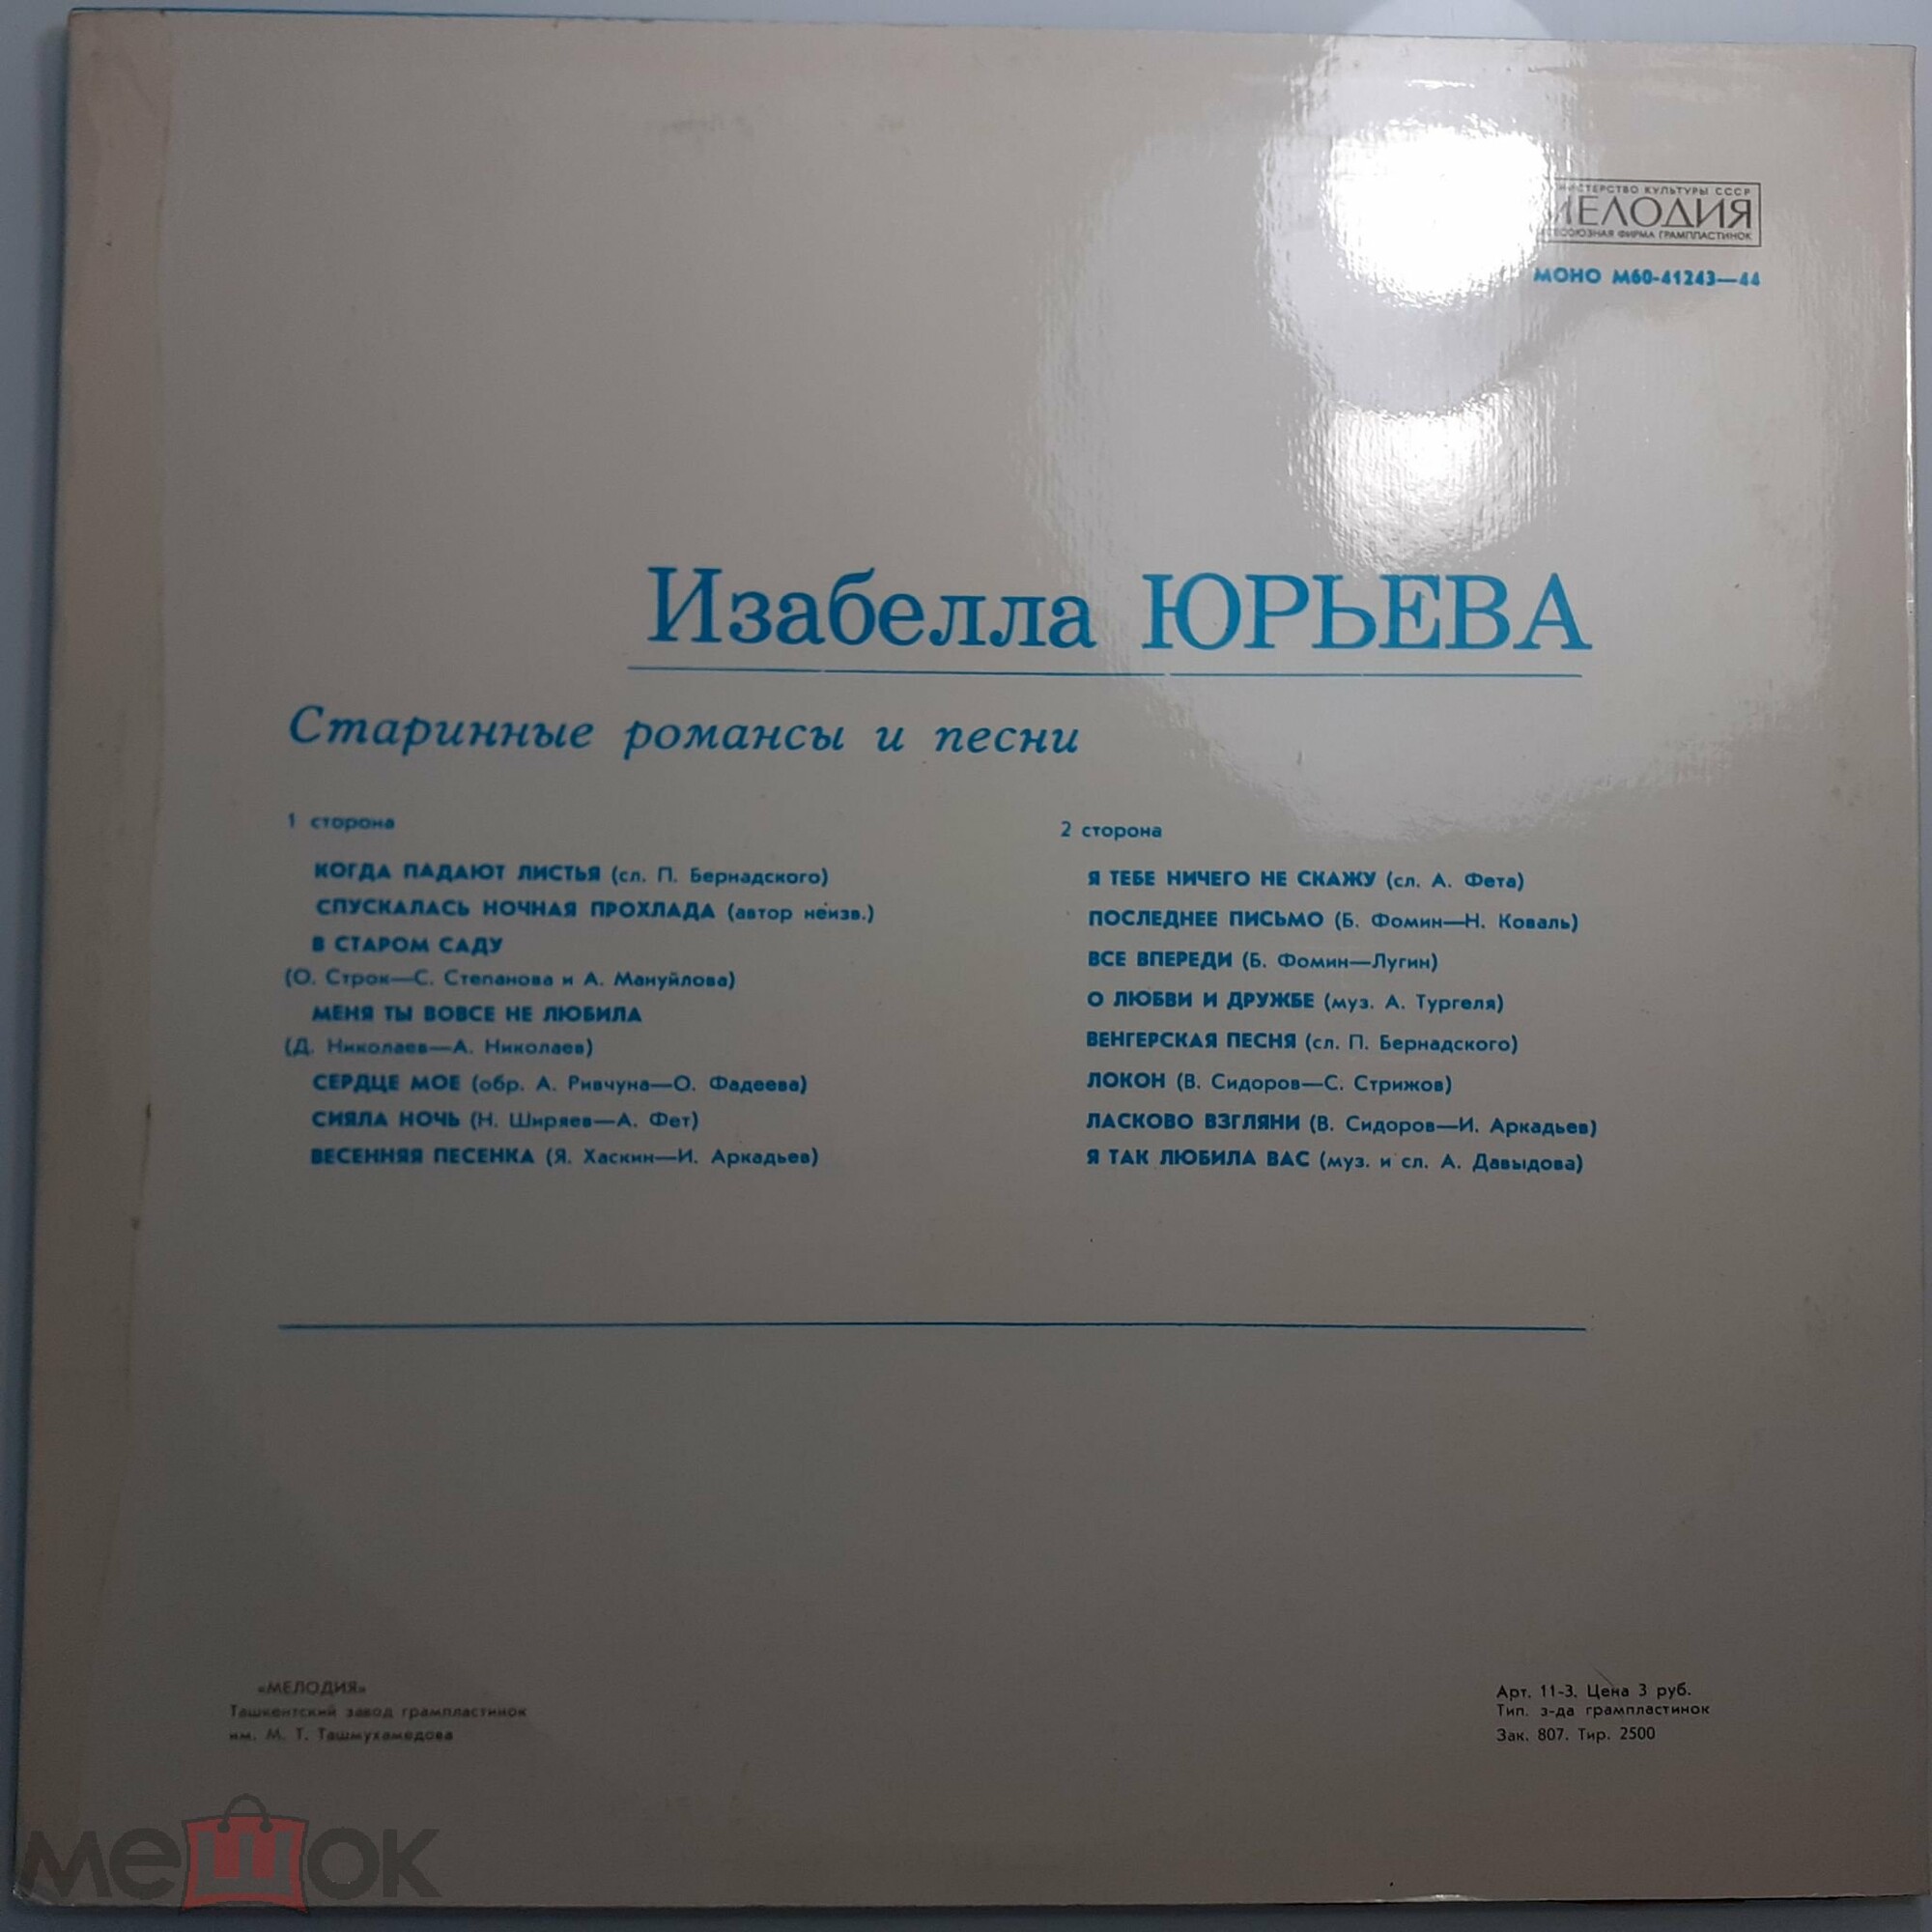 МИНИСТЕРСТВО КУЛЬТУРЫ СССР
МЕЛОДИЯ
ВСЕСОЮЗНАЯ ФИРМА ГРАМПЛАСТИНОК
МОНО М60-41243—44
Изабелла ЮРЬЕВА
Старинные романсы и песни
1 сторона
КОГДА ПАДАЮТ ЛИСТЬЯ (сл. П. Бернадского)
СПУСКАЛАСЬ НОЧНАЯ ПРОХЛАДА (автор неизв.)
В СТАРОМ САДУ
(О. Строк—С. Степанова и А. Мануйлова)
МЕНЯ ТЫ ВОВСЕ НЕ ЛЮБИЛА
(Д. Николаев—А. Николаев)
СЕРДЦЕ МОЕ (обр. А. Ривчуна—О. Фадеева)
СИЯЛА НОЧЬ (Н. Ширяев—А. Фет)
ВЕСЕННЯЯ ПЕСЕНКА (Я. Хаскин—И. Аркадьев)
2 сторона
Я ТЕБЕ НИЧЕГО НЕ СКАЖУ (сл. А. Фета)
ПОСЛЕДНЕЕ ПИСЬМО (Б. Фомин—Н. Коваль)
ВСЕ ВПЕРЕДИ (Б. Фомин—Лугин)
О ЛЮБВИ И ДРУЖБЕ (муз. А. Тургеля)
ВЕНГЕРСКАЯ ПЕСНЯ (сл. П. Бернадского)
ЛОКОН (В. Сидоров—С. Стрижов)
ЛАСКОВО ВЗГЛЯНИ (В. Сидоров—И. Аркадьев)
Я ТАК ЛЮБИЛА ВАС (муз. и сл. А. Давыдова)
«МЕЛОДИЯ»
Ташкентский завод грампластинок
им. М. Т. Ташмухамедова
Арт. 11-3. Цена 3 руб.
Тип. з-да грампластинок
Зак. 807. Тир. 2500
мешок